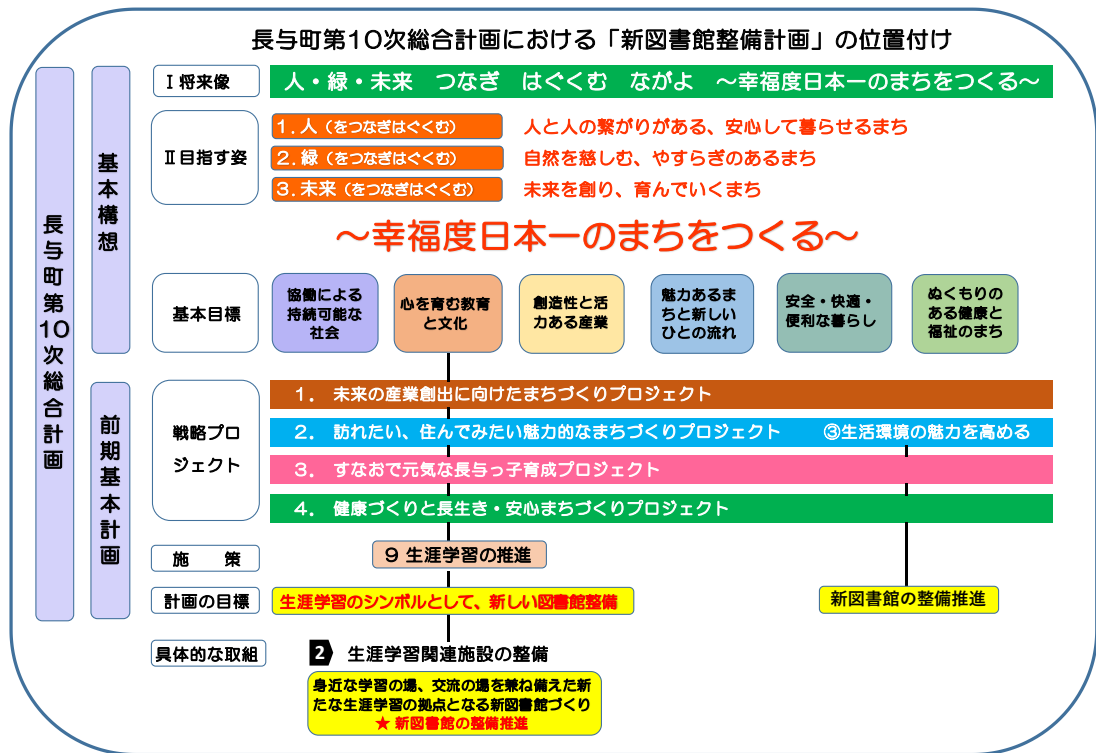 長与町第10次総合計画における「新図書館整備計画」の位置付け
長与町第10次総合計画
基本構想
Ⅰ将来像
人・緑・未来　つなぎ　はぐくむ　ながよ　～幸福度日本一のまちをつくる～
Ⅱ目指す姿
1.人（をつなぎはぐくむ）
人と人の繋がりがある、安心して暮らせるまち
2.緑（をつなぎはぐくむ）
自然を慈しむ、やすらぎのあるまち
3.未来（をつなぎはぐくむ）
未来を創り、育んでいくまち
～幸福度日本一のまちをつくる～
基本目標
協働による
持続可能な
社会
心を育む教育
と文化
創造性と活
力ある産業
魅力あるま
ちと新しい
ひとの流れ
安全・快適・
便利な暮らし
ぬくもりの
ある健康と
福祉のまち
前期基本計画
戦略プロ
ジェクト
1．　未来の産業創出に向けたまちづくりプロジェクト
2．　訪れたい、住んでみたい魅力的なまちづくりプロジェクト　　③生活環境の魅力を高める
3．　すなおで元気な長与っ子育成プロジェクト
4．　健康づくりと長生き・安心まちづくりプロジェクト
施　策
9 生涯学習の推進
計画の目標
生涯学習のシンボルとして、新しい図書館整備
新図書館の整備推進
具体的な取組
2　生涯学習関連施設の整備
身近な学習の場、交流の場を兼ね備えた新
たな生涯学習の拠点となる新図書館づくり
★ 新図書館の整備推進